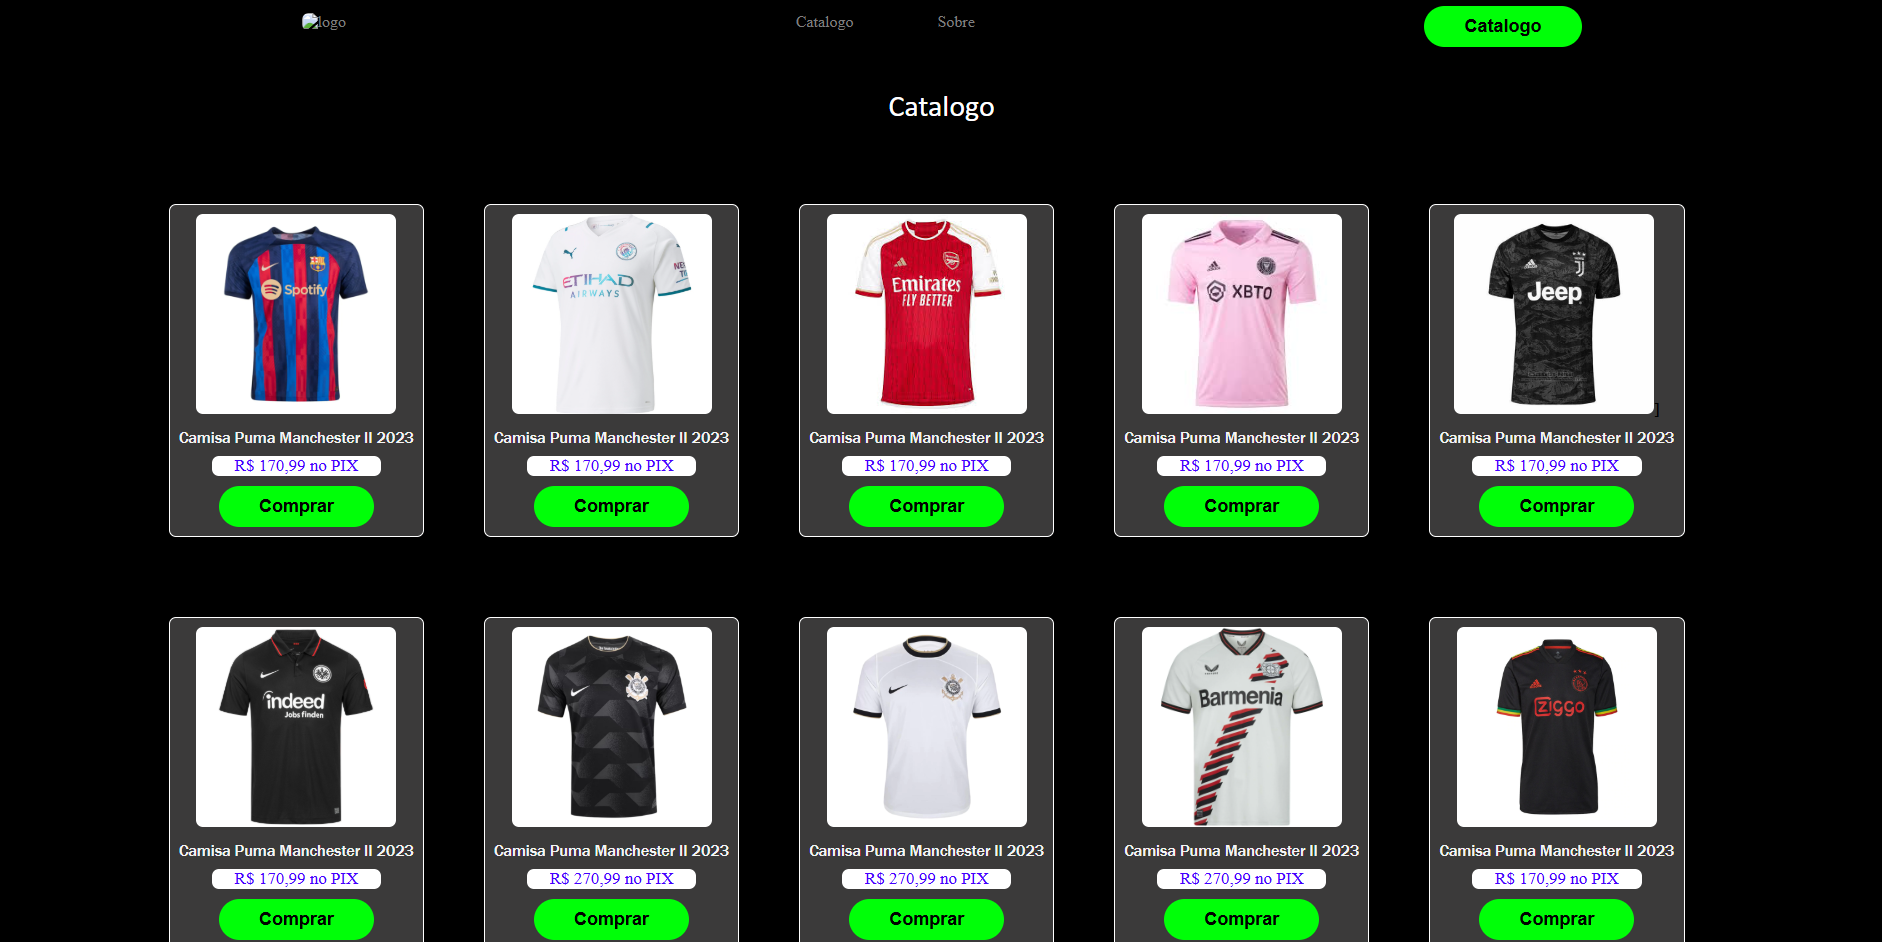 logo
Catalogo
Sobre
Catalogo
Catalogo
Spotify
ETIHAD
AIRWAYS
Emirates
FLY BETTER
XBTO
Jeep
]
Camisa Puma Manchester II 2023
Camisa Puma Manchester II 2023
Camisa Puma Manchester II 2023
Camisa Puma Manchester II 2023
Camisa Puma Manchester II 2023
R$ 170,99 no PIX
R$ 170,99 no PIX
R$ 170,99 no PIX
R$ 170,99 no PIX
R$ 170,99 no PIX
Comprar
Comprar
Comprar
Comprar
Comprar
indeed
Jobs finden
Barmenia
Ziggo
Camisa Puma Manchester II 2023
Camisa Puma Manchester II 2023
Camisa Puma Manchester II 2023
Camisa Puma Manchester II 2023
Camisa Puma Manchester II 2023
R$ 170,99 no PIX
R$ 270,99 no PIX
R$ 270,99 no PIX
R$ 270,99 no PIX
R$ 170,99 no PIX
Comprar
Comprar
Comprar
Comprar
Comprar